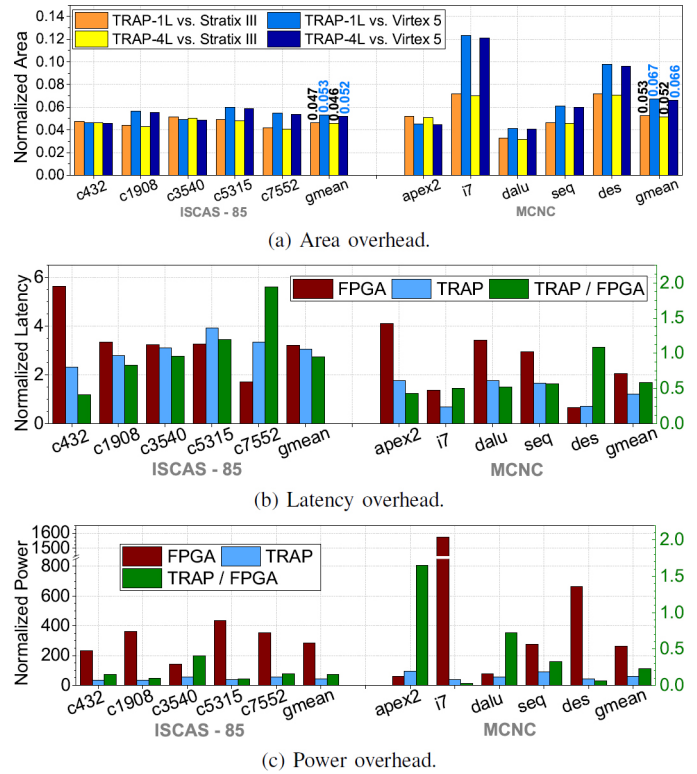 TRAP-1L vs. Stratix III TRAP-1L vs. Virtex 5
TRAP-4L vs. Stratix III TRAP-4L vs. Virtex 5
Normalized Area
0.14
0.12
0.10
0.08
0.06
0.04
0.02
0.00
0.047
0.053
0.046
0.052
0.053
0.067
0.052
0.066
c432 c1908 c3540 c5315 c7552 gmean apex2 i7 dalu seq des gmean
ISCAS - 85 MCNC
(a) Area overhead.
FPGA TRAP TRAP / FPGA
Normalized Latency
6
4
2
0
2.0
1.5
1.0
0.5
0.0
c432 c1908 c3540 c5315 c7552 gmean apex2 i7 dalu seq des gmean
ISCAS - 85 MCNC
(b) Latency overhead.
FPGA TRAP
TRAP / FPGA
Normalized Power
1600
1500
800
600
400
200
0
2.0
1.5
1.0
0.5
0.0
c432 c1908 c3540 c5315 c7552 gmean apex2 i7 dalu seq des gmean
ISCAS - 85 MCNC
(c) Power overhead.